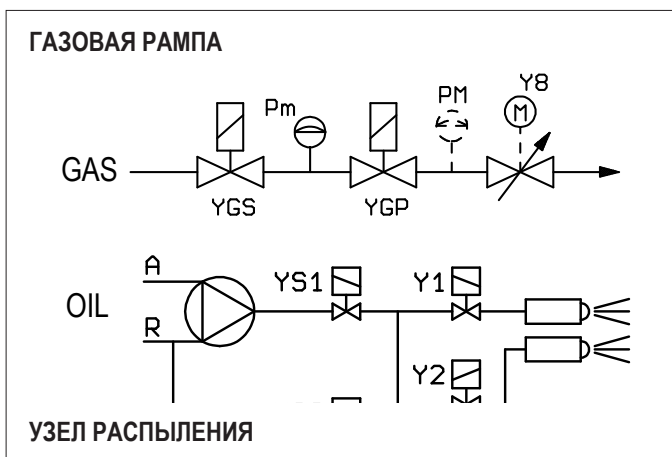 ГАЗОВАЯ РАМПА
Pm
PM
Y8
M
GAS
YGS
YGP
A
YS1
Y1
OIL
R
Y2
УЗЕЛ РАСПЫЛЕНИЯ